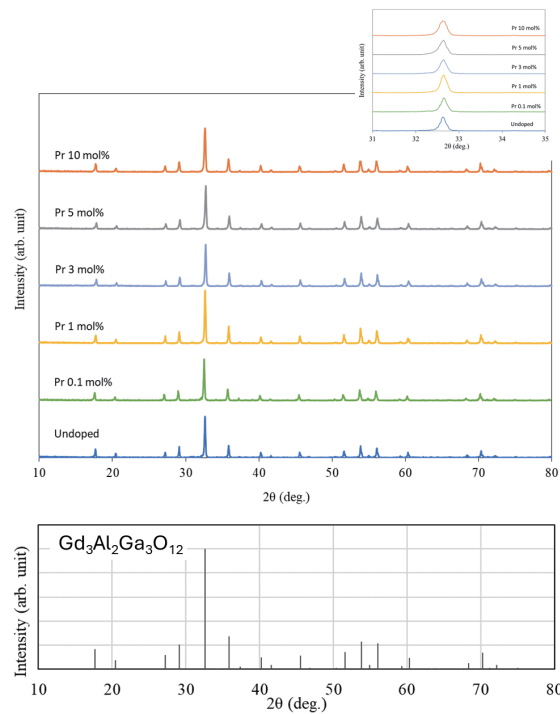 Pr 10 mol%
Pr 5 mol%
Pr 3 mol%
Pr 1 mol%
Pr 0.1 mol%
Undoped
Intensity (arb. unit)
31 32 33 34 35
2θ (deg.)
Pr 10 mol%
Pr 5 mol%
Pr 3 mol%
Pr 1 mol%
Pr 0.1 mol%
Undoped
Intensity (arb. unit)
10 20 30 40 50 60 70 80
2θ (deg.)
Gd₃Al₂Ga₃O₁₂
Intensity (arb. unit)
10 20 30 40 50 60 70 80
2θ (deg.)